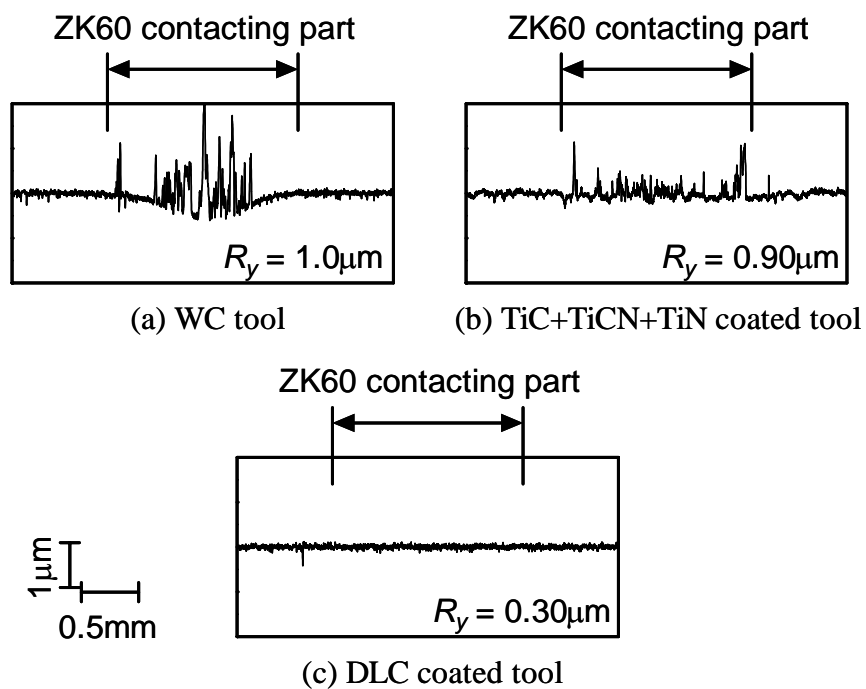 ZK60 contacting part
ZK60 contacting part
Ry = 1.0μm
Ry = 0.90μm
(a) WC tool
(b) TiC+TiCN+TiN coated tool
ZK60 contacting part
1μm
0.5mm
Ry = 0.30μm
(c) DLC coated tool